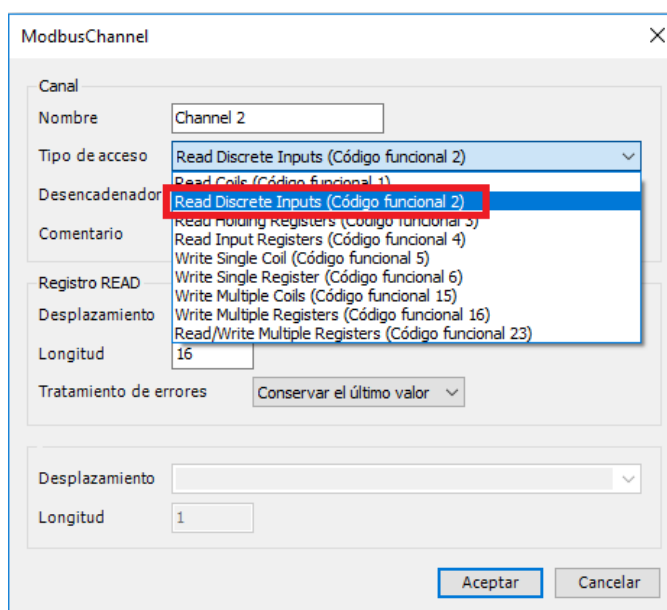 ModbusChannel
Canal
Nombre Channel 2
Tipo de acceso Read Discrete Inputs (Código funcional 2)
Read Coils (Código funcional 1)
Desencadenador Read Discrete Inputs (Código funcional 2)
Read Holding Registers (Código funcional 3)
Comentario Read Input Registers (Código funcional 4)
Write Single Coil (Código funcional 5)
Registro READ Write Single Register (Código funcional 6)
Write Multiple Coils (Código funcional 15)
Desplazamiento Write Multiple Registers (Código funcional 16)
Read/Write Multiple Registers (Código funcional 23)
Longitud 16
Tratamiento de errores Conservar el último valor
Desplazamiento
Longitud 1
Aceptar Cancelar